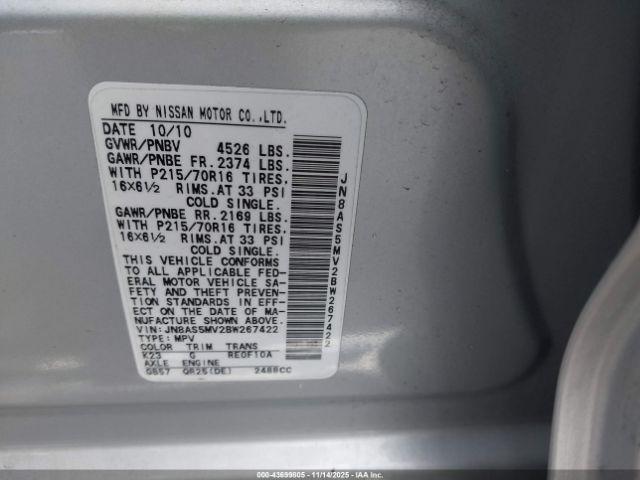 MFD BY NISSAN MOTOR CO.,LTD.
DATE 10/10
GVWR/PNBV 4526 LBS.
GAWR/PNBE FR. 2374 LBS.
WITH P215/70R16 TIRES.
16X6½ RIMS.AT 33 PSI
COLD SINGLE.
GAWR/PNBE RR. 2169 LBS.
WITH P215/70R16 TIRES.
16X6½ RIMS.AT 33 PSI
COLD SINGLE.
THIS VEHICLE CONFORMS
TO ALL APPLICABLE FED-
ERAL MOTOR VEHICLE SA-
FETY AND THEFT
PREVENTION STANDARDS IN EFF-
ECT ON THE DATE OF MA-
NUFACTURE SHOWN ABOVE.
VIN: JN8AS5MV2BW267422
TYPE: MPV
COLOR TRIM TRANS
K23 G RE0F10A
AXLE ENGINE
GB57 QR25(DE) 2488CC
JN8AS5MV2BW267422
000-43699805 - 11/14/2025 - IAA Inc.